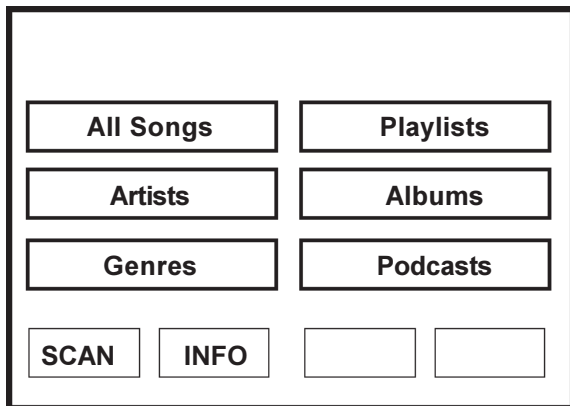 All Songs Playlists
Artists Albums
Genres Podcasts
SCAN INFO